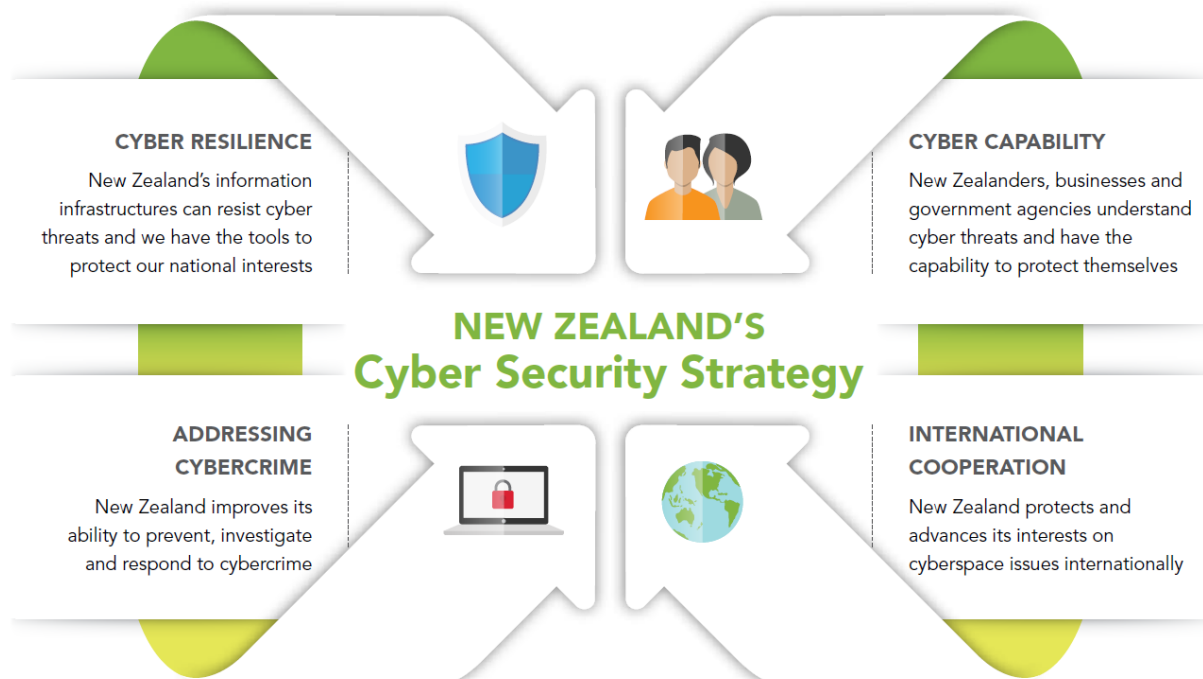 CYBER RESILIENCE
New Zealand’s information
infrastructures can resist cyber
threats and we have the tools to
protect our national interests
CYBER CAPABILITY
New Zealanders, businesses and
government agencies understand
cyber threats and have the
capability to protect themselves
NEW ZEALAND’S
Cyber Security Strategy
ADDRESSING
CYBERCRIME
New Zealand improves its
ability to prevent, investigate
and respond to cybercrime
INTERNATIONAL
COOPERATION
New Zealand protects and
advances its interests on
cyberspace issues internationally